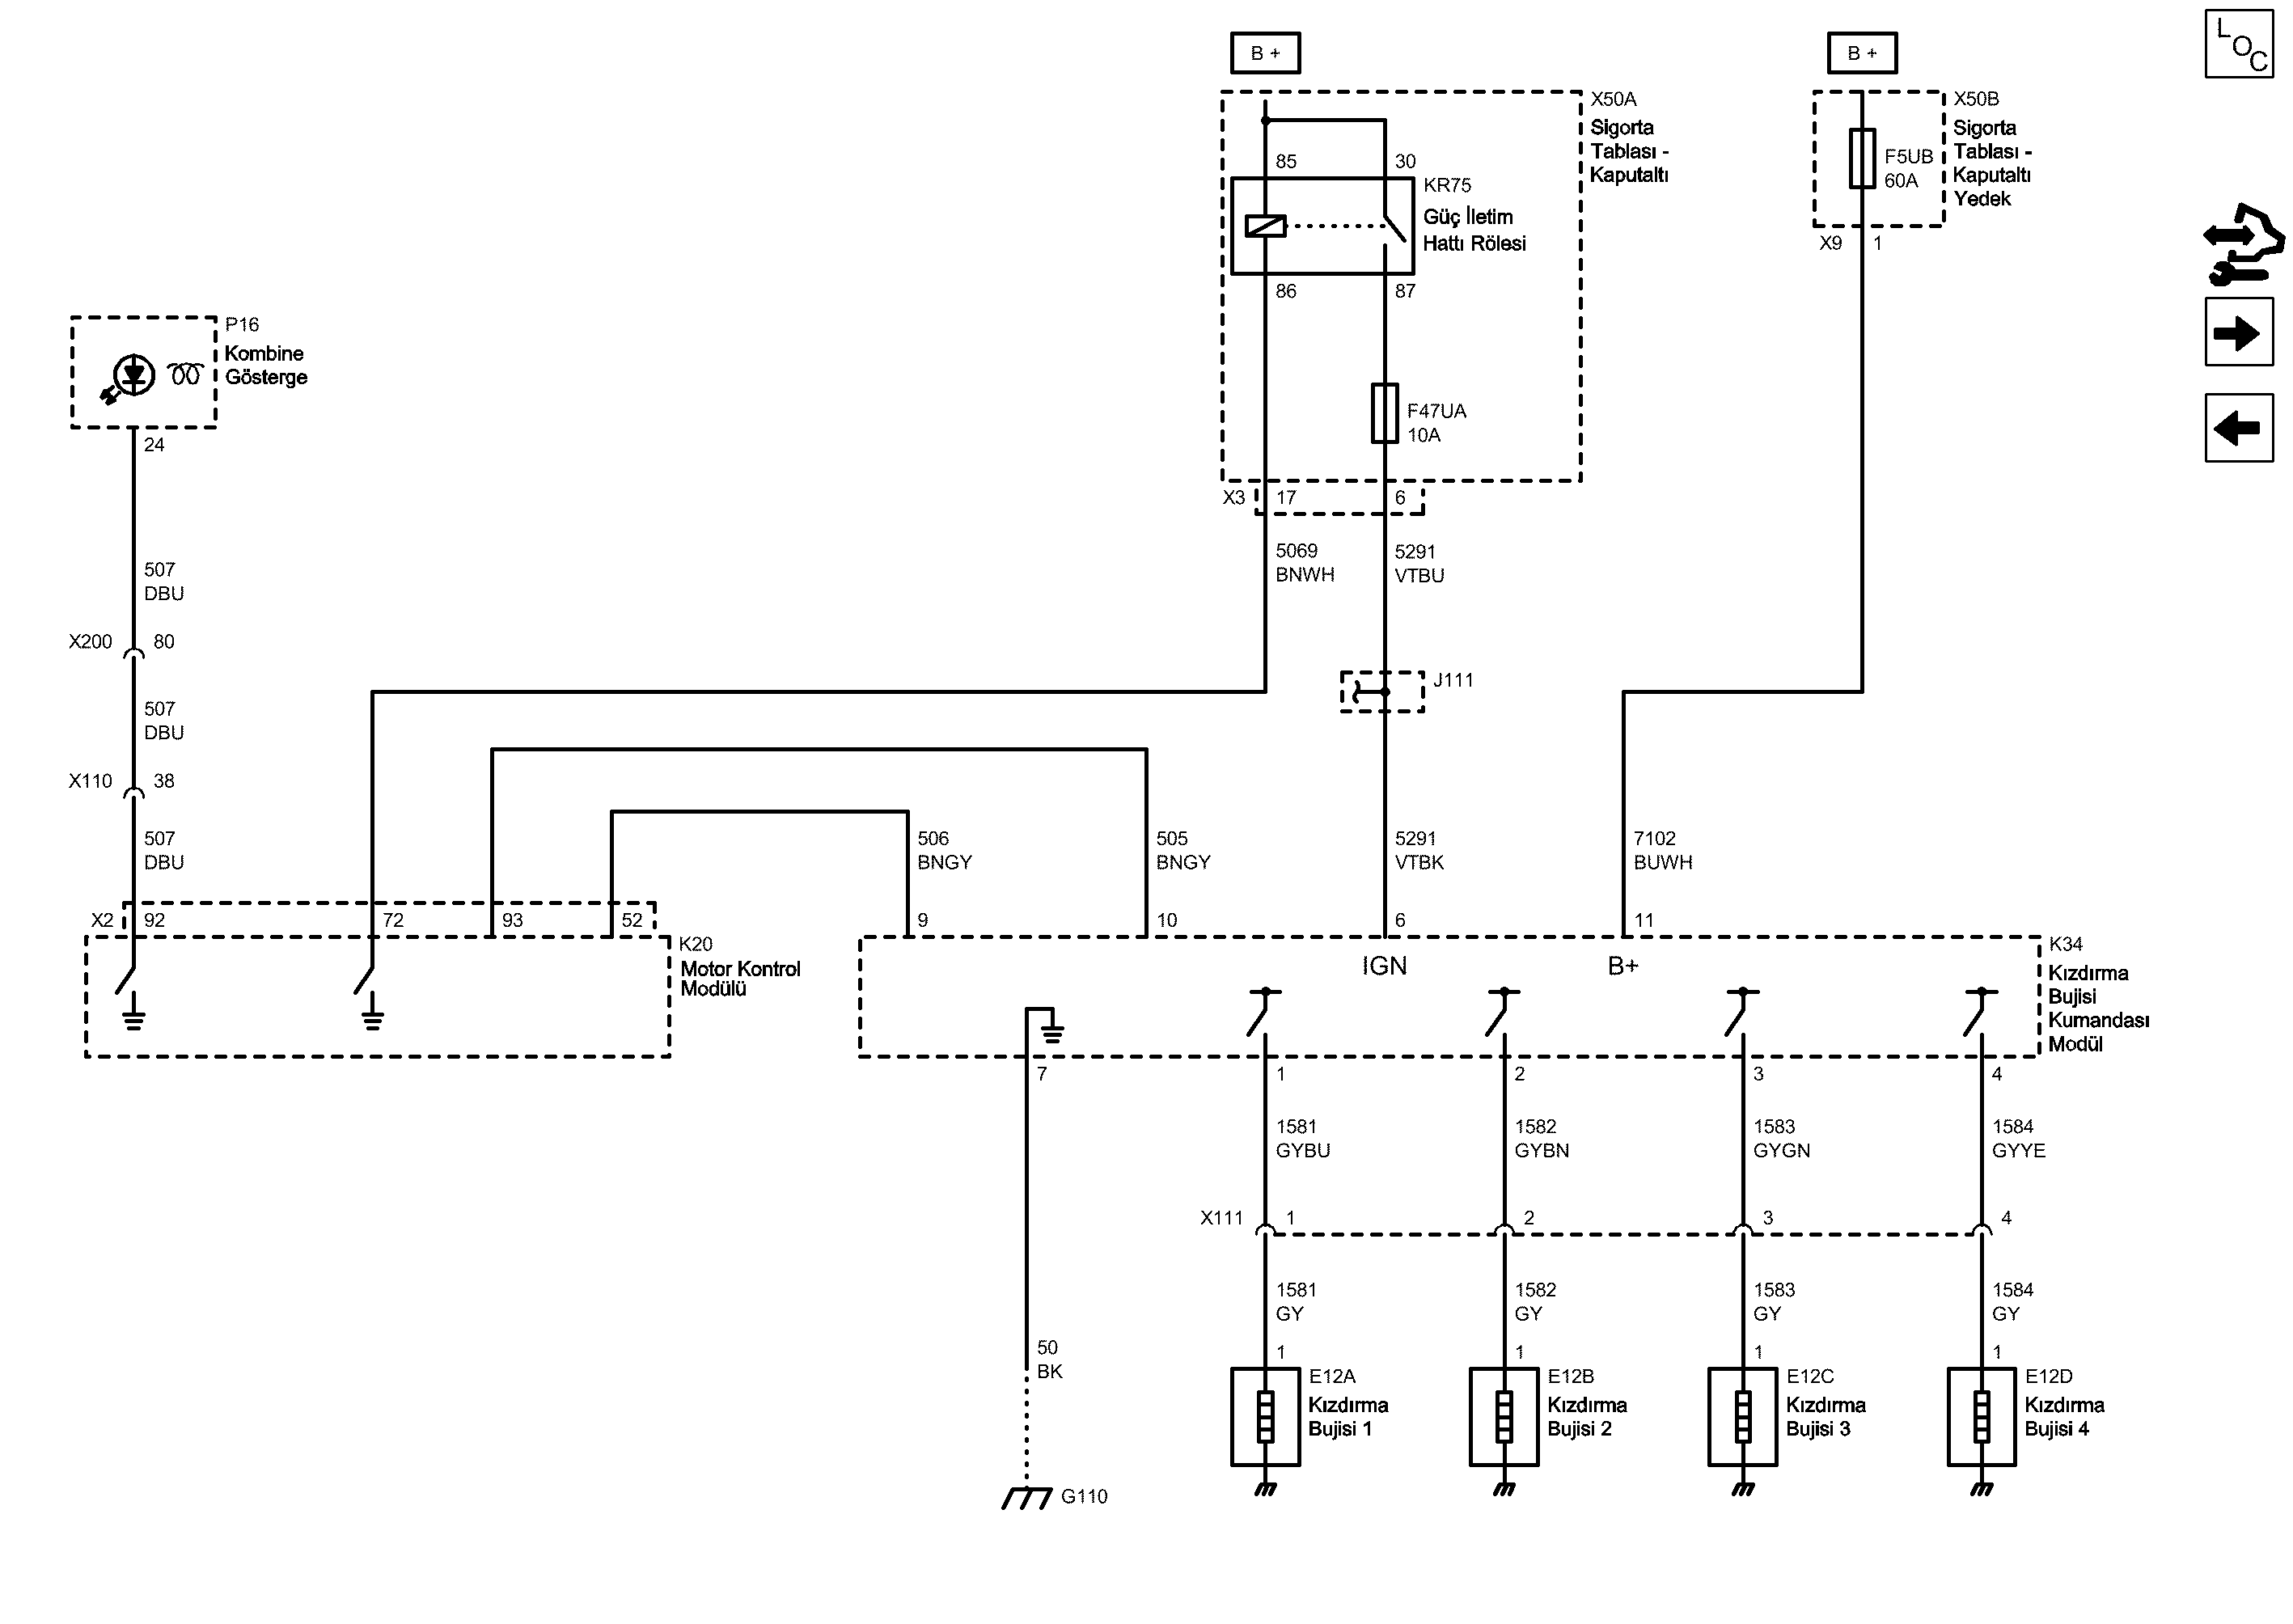 B +
B +
LOC
X50A
Sigorta
Tablası -
Kaputaltı
X50B
Sigorta
Tablası -
Kaputaltı
Yedek
F5UB
60A
X9
1
85
30
KR75
Güç İletim
Hattı Rölesi
86
87
F47UA
10A
X3
17
6
5069
BNWH
5291
VTBU
P16
Kombine
Gösterge
24
507
DBU
X200
80
507
DBU
X110
38
507
DBU
J111
506
BNGY
505
BNGY
5291
VTBK
7102
BUWH
X2
92
72
93
52
9
10
6
11
K20
Motor Kontrol
Modülü
IGN
B+
K34
Kızdırma
Bujisi
Kumandası
Modül
7
1
2
3
4
1581
GYBU
1582
GYBN
1583
GYGN
1584
GYYE
X111
1
2
3
4
1581
GY
1582
GY
1583
GY
1584
GY
50
BK
1
1
1
1
E12A
Kızdırma
Bujisi 1
E12B
Kızdırma
Bujisi 2
E12C
Kızdırma
Bujisi 3
E12D
Kızdırma
Bujisi 4
G110